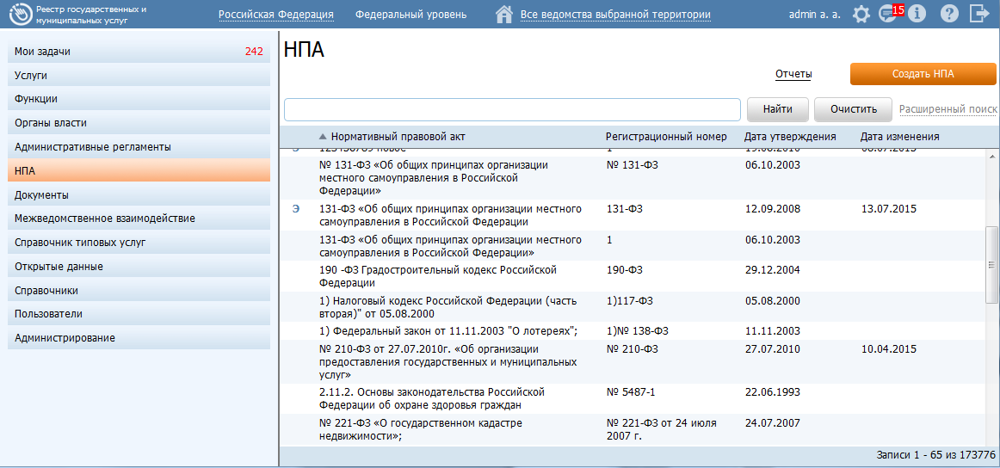 Реестр государственных и
муниципальных услуг
Российская Федерация
Федеральный уровень
Все ведомства выбранной территории
admin a. a.
15
Мои задачи 242
Услуги
Функции
Органы власти
Административные регламенты
НПА
Документы
Межведомственное взаимодействие
Справочник типовых услуг
Открытые данные
Справочники
Пользователи
Администрирование
НПА
Отчеты
Создать НПА
Найти
Очистить
Расширенный поиск
Нормативный правовой акт Регистрационный номер Дата утверждения Дата изменения
№ 131-ФЗ «Об общих принципах организации № 131-ФЗ 06.10.2003
местного самоуправления в Российской
Федерации»
Э 131-ФЗ «Об общих принципах организации местного 131-ФЗ 12.09.2008 13.07.2015
самоуправления в Российской Федерации
131-ФЗ «Об общих принципах организации местного 1 06.10.2003
самоуправления в Российской Федерации»
190 -ФЗ Градостроительный кодекс Российской 190-ФЗ 29.12.2004
Федерации
1) Налоговый кодекс Российской Федерации (часть 1)117-ФЗ 05.08.2000
вторая)" от 05.08.2000
1) Федеральный закон от 11.11.2003 "О лотереях"; 1)№ 138-ФЗ 11.11.2003
№ 210-ФЗ от 27.07.2010г. «Об организации № 210-ФЗ 27.07.2010 10.04.2015
предоставления государственных и муниципальных
услуг»
2.11.2. Основы законодательства Российской № 5487-1 22.06.1993
Федерации об охране здоровья граждан
№ 221-ФЗ «О государственном кадастре № 221-ФЗ от 24 июля 24.07.2007
недвижимости»; 2007 г.
Записи 1 - 65 из 173776